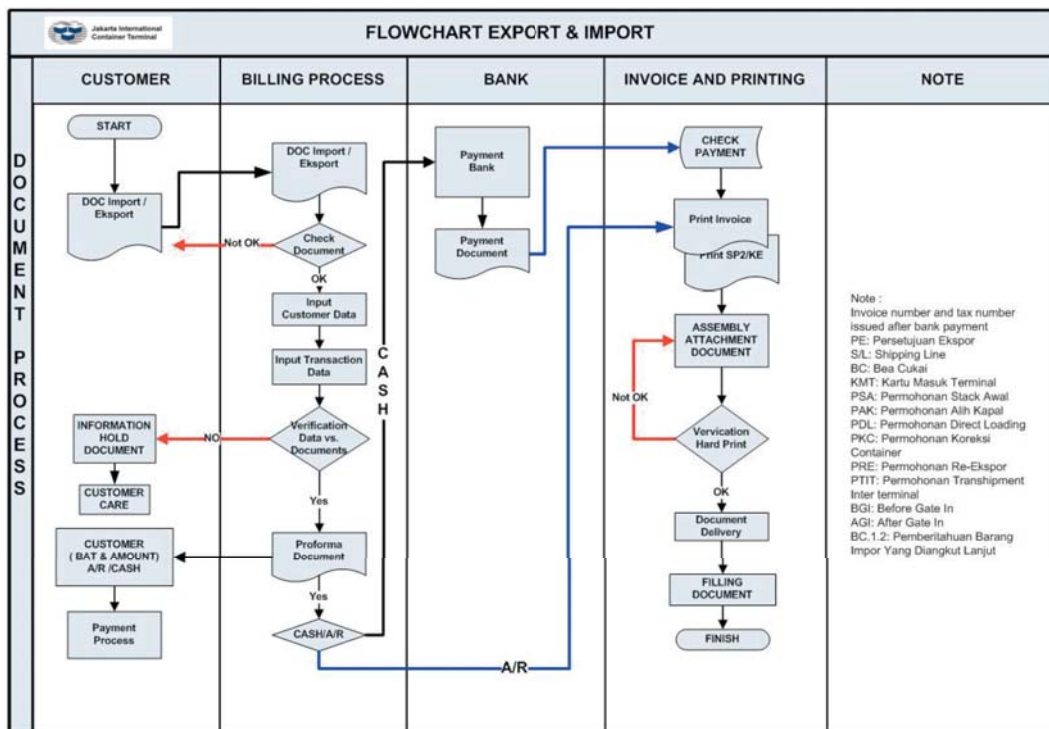 Jakarta International
Container Terminal
FLOWCHART EXPORT & IMPORT
CUSTOMER
BILLING PROCESS
BANK
INVOICE AND PRINTING
NOTE
DOCUMENT PROCESS
START
DOC Import /
Eksport
DOC Import /
Eksport
Not OK
Check
Document
OK
Input
Customer Data
Input Transaction
Data
Verification
Data vs.
Documents
NO
INFORMATION
HOLD
DOCUMENT
CUSTOMER
CARE
Yes
Proforma
Document
CUSTOMER
( BAT & AMOUNT)
A/R /CASH
Payment
Process
Yes
CASH/A/R
CASH
A/R
Payment
Bank
Payment
Document
CHECK
PAYMENT
Print Invoice
Print SP2/KE
ASSEMBLY
ATTACHMENT
DOCUMENT
Not OK
Vervication
Hard Print
OK
Document
Delivery
FILLING
DOCUMENT
FINISH
Note :
Invoice number and tax number
issued after bank payment
PE: Persetujuan Ekspor
S/L: Shipping Line
BC: Bea Cukai
KMT: Kartu Masuk Terminal
PSA: Permohonan Stack Awal
PAK: Permohonan Alih Kapal
PDL: Permohonan Direct Loading
PKC: Permohonan Koreksi
Container
PRE: Permohonan Re-Ekspor
PTIT: Permohonan Transhipment
Inter terminal
BGI: Before Gate In
AGI: After Gate In
BC.1.2: Pemberitahuan Barang
Impor Yang Diangkut Lanjut